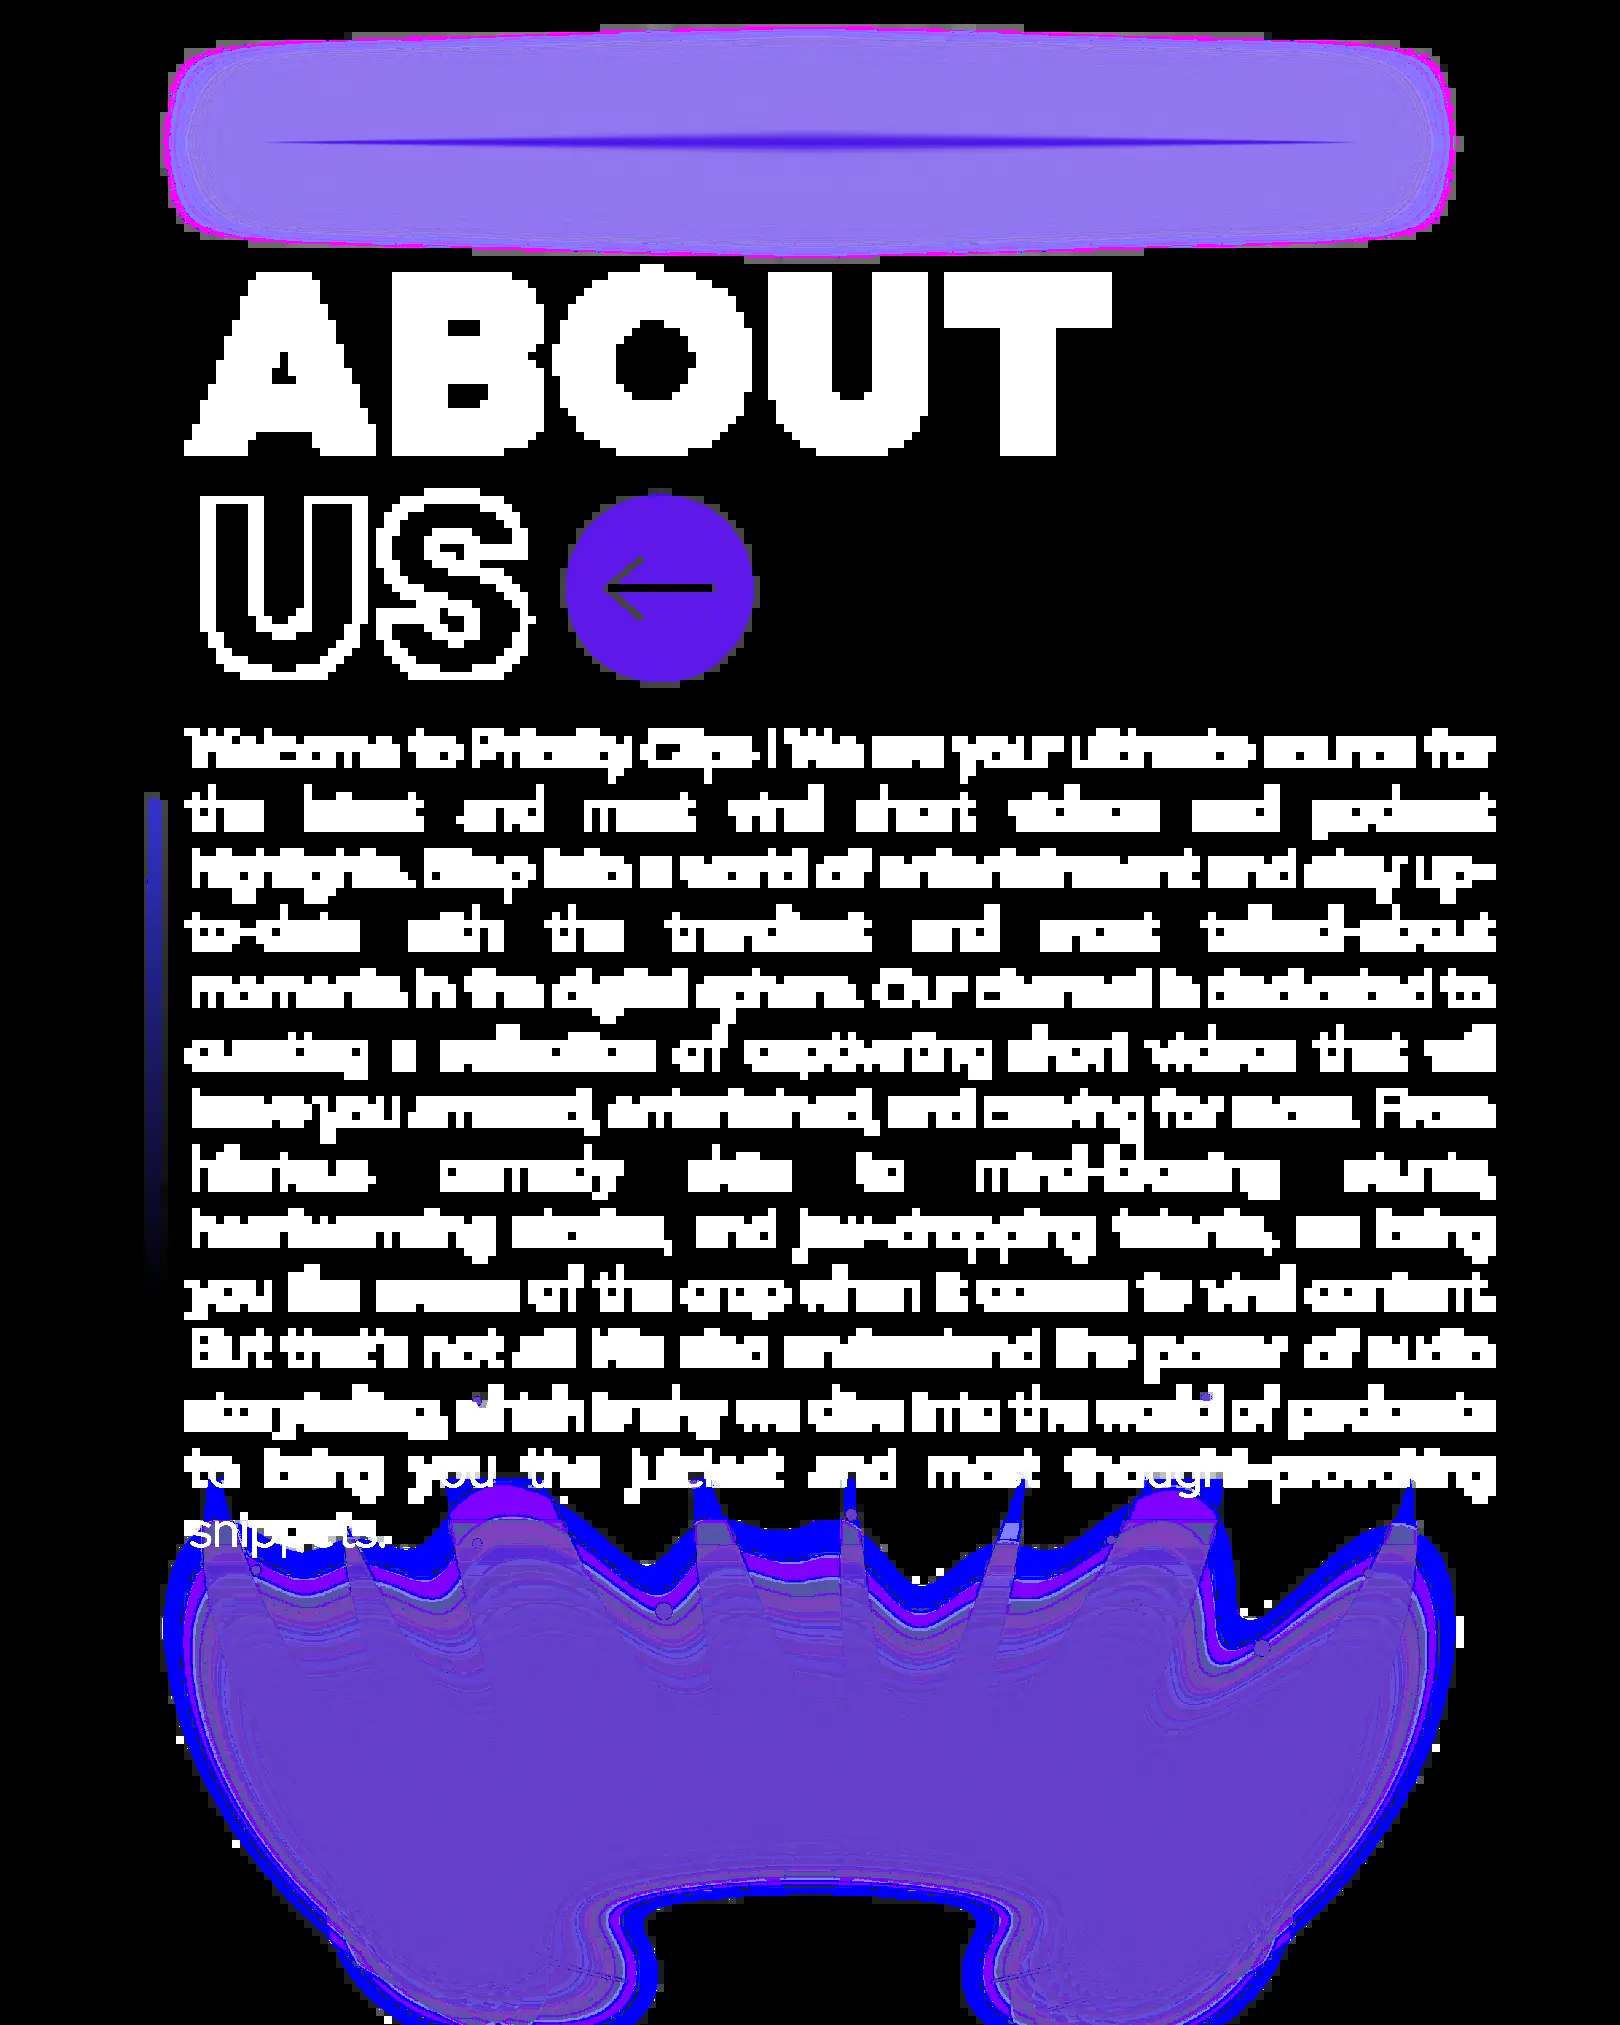 ABOUT
US
Welcome to Priority Clips! We are your ultimate source for
the latest and most viral short videos and podcast
highlights. Step into a world of entertainment and stay up-
to-date with the trendiest and most talked-about
moments in the digital sphere. Our channel is dedicated to
curating a collection of captivating short videos that will
leave you amused, entertained, and craving for more. From
hilarious comedy skits to mind-blowing stunts,
heartwarming stories, and jaw-dropping talents, we bring
you the cream of the crop when it comes to viral content.
But that's not all We also understand the power of audio
storytelling, which is why we dive into the world of podcasts
to bring you the juiciest and most thought-provoking
snippets.